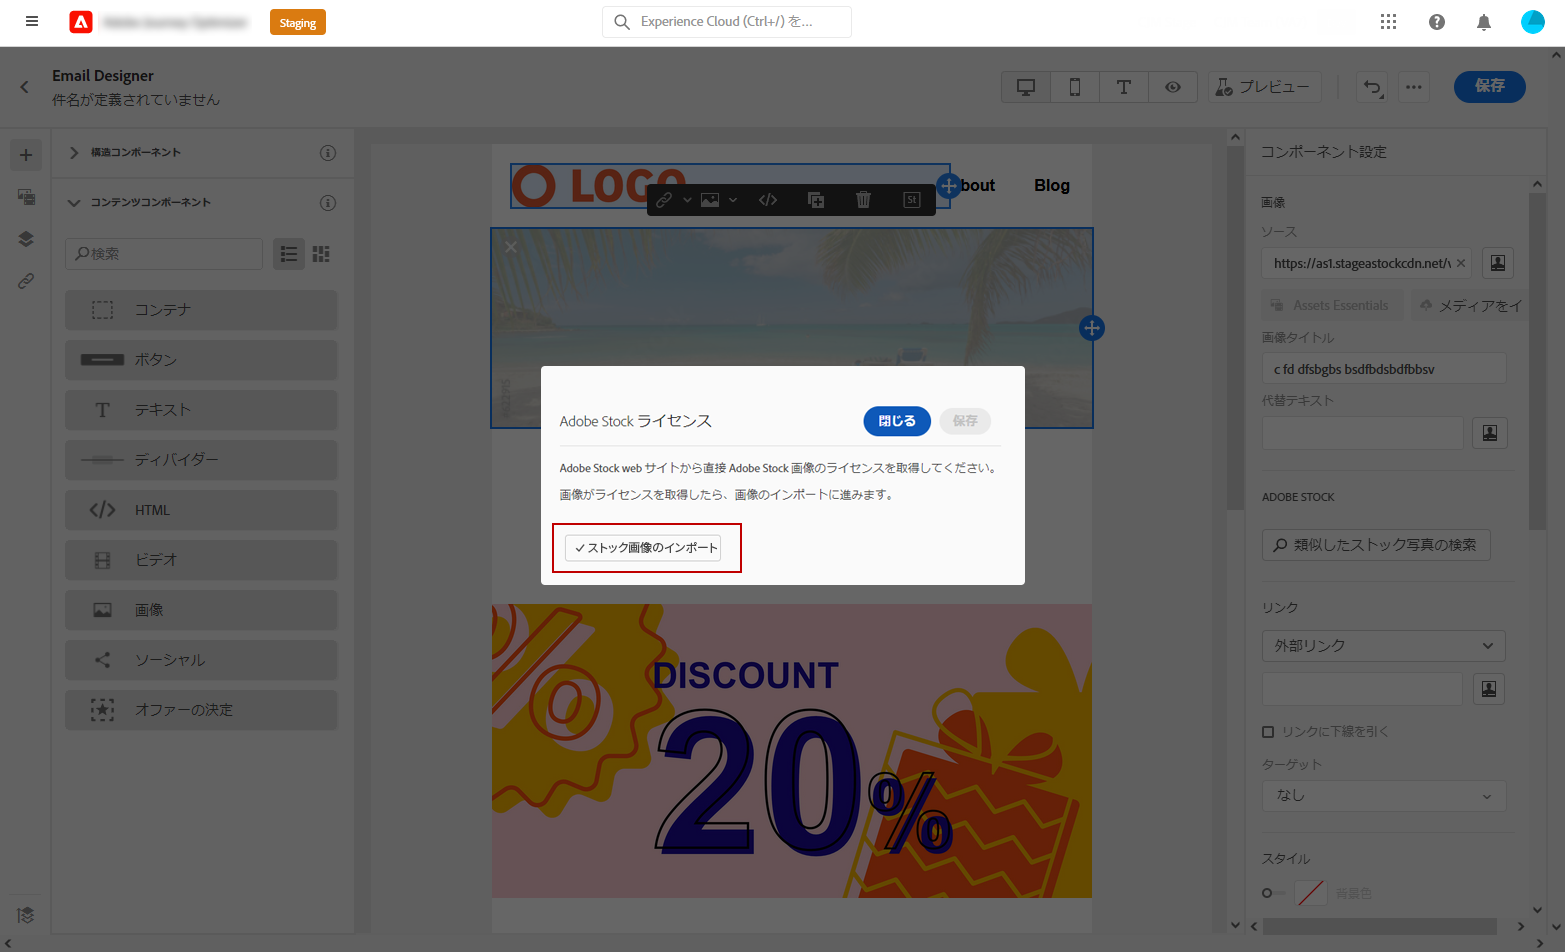 Staging
Experience Cloud (Ctrl+/) を...
Email Designer
件名が定義されていません
プレビュー
保存
構造コンポーネント
コンテンツコンポーネント
検索
コンテナ
ボタン
テキスト
ディバイダー
HTML
ビデオ
画像
ソーシャル
オファーの決定
LOGO
bout
Blog
St
Adobe Stock ライセンス
閉じる
保存
Adobe Stock web サイトから直接 Adobe Stock 画像のライセンスを取得してください。
画像がライセンスを取得したら、画像のインポートに進みます。
ストック画像のインポート
DISCOUNT
20%
コンポーネント設定
画像
ソース
https://as1.stageastockcdn.net/v
Assets Essentials
メディアをイ
画像タイトル
c fd dfsbgbs bsdfbdsbdfbbsv
代替テキスト
ADOBE STOCK
類似したストック写真の検索
リンク
外部リンク
リンクに下線を引く
ターゲット
なし
スタイル
背景色